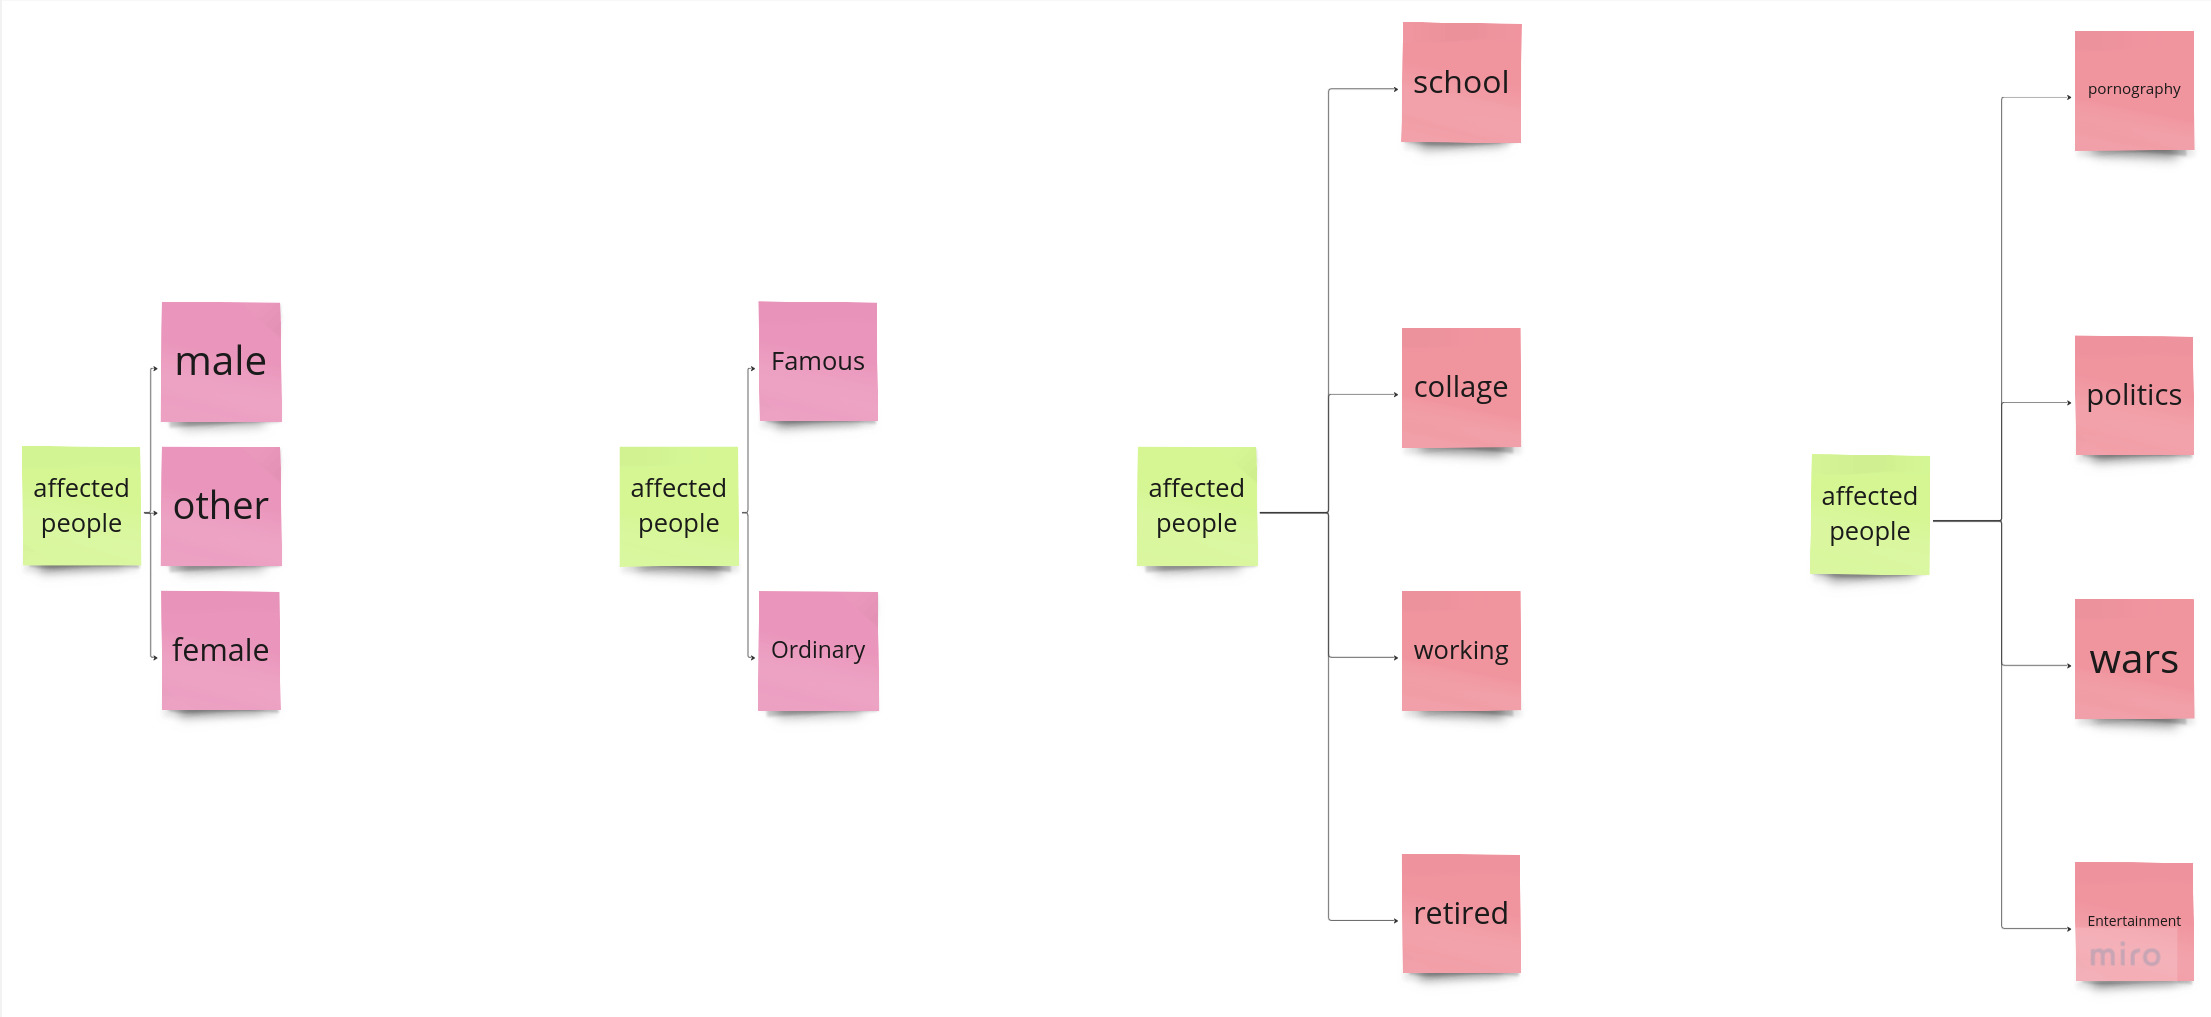 affected
people
male
other
female
affected
people
Famous
Ordinary
affected
people
school
collage
working
retired
affected
people
pornography
politics
wars
Entertainment
miro